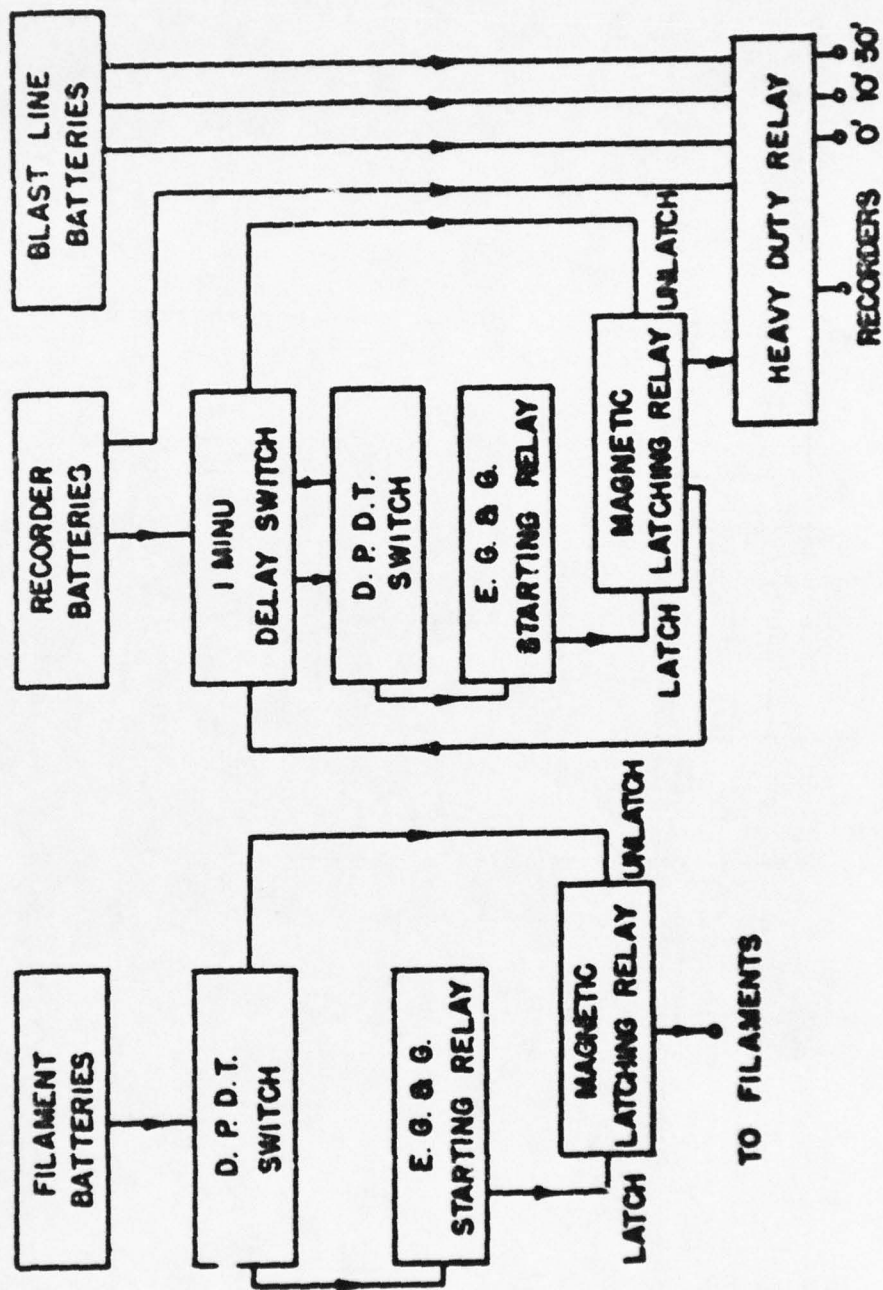 FILAMENT
BATTERIES
D. P. D. T.
SWITCH
E. G. & G.
STARTING RELAY
LATCH
MAGNETIC
LATCHING RELAY
UNLATCH
TO FILAMENTS
RECORDER
BATTERIES
1 MINU
DELAY SWITCH
D. P. D. T.
SWITCH
E. G. & G.
STARTING RELAY
LATCH
MAGNETIC
LATCHING RELAY
UNLATCH
BLAST LINE
BATTERIES
HEAVY DUTY RELAY
RECORDERS 0' 10' 30'